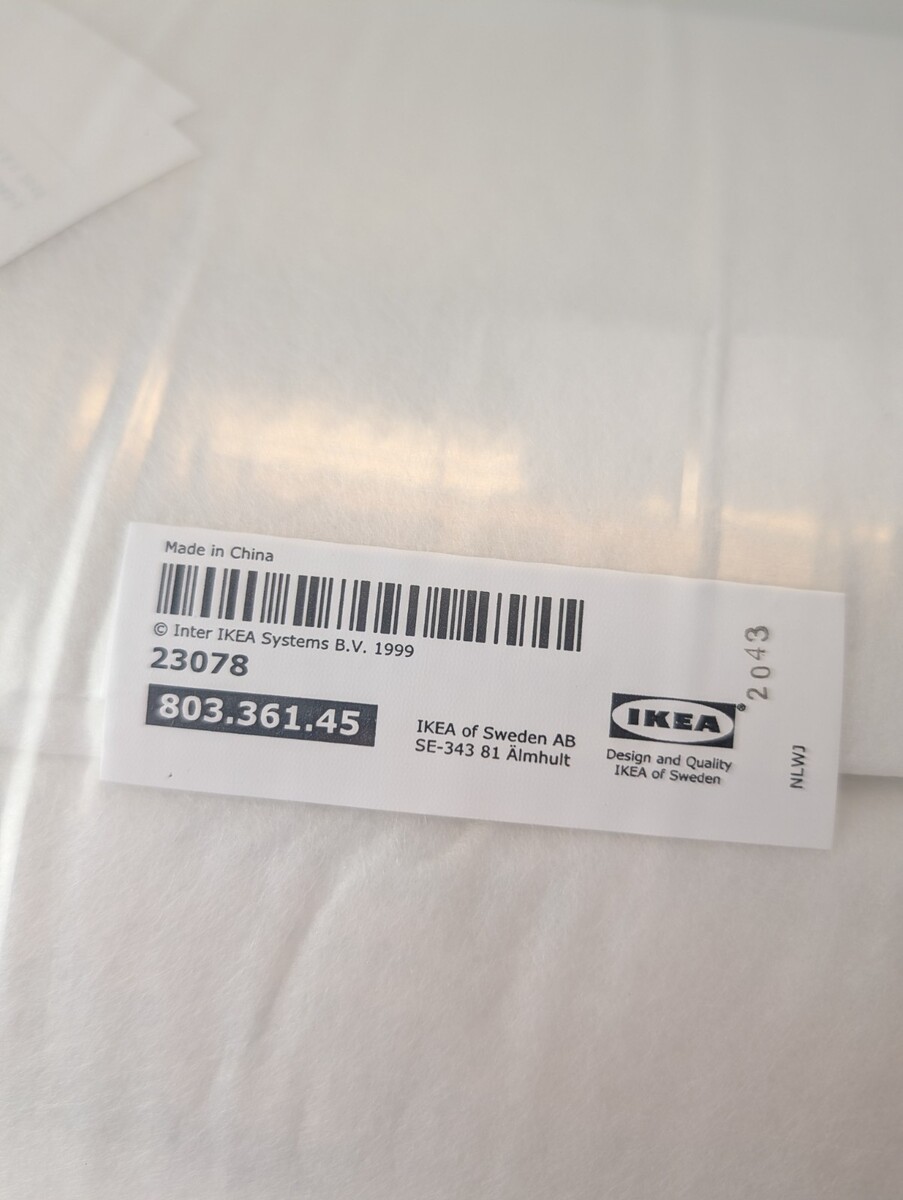 Made in China
© Inter IKEA Systems B.V. 1999
23078
803.361.45
IKEA of Sweden AB
SE-343 81 Älmhult
IKEA®
Design and Quality
IKEA of Sweden
2043
NLWJ